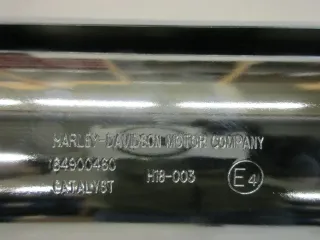 HARLEY-DAVIDSON MOTOR COMPANY
64900460
CATALYST H18-003 E4